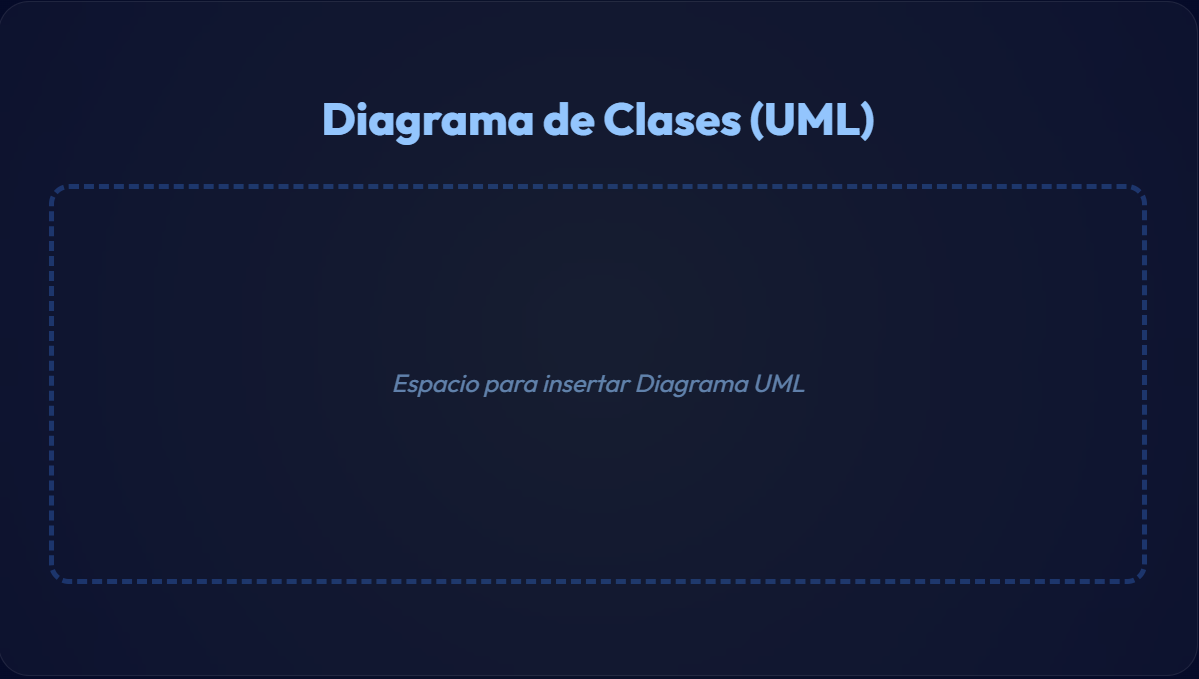 Diagrama de Clases (UML)
Espacio para insertar Diagrama UML